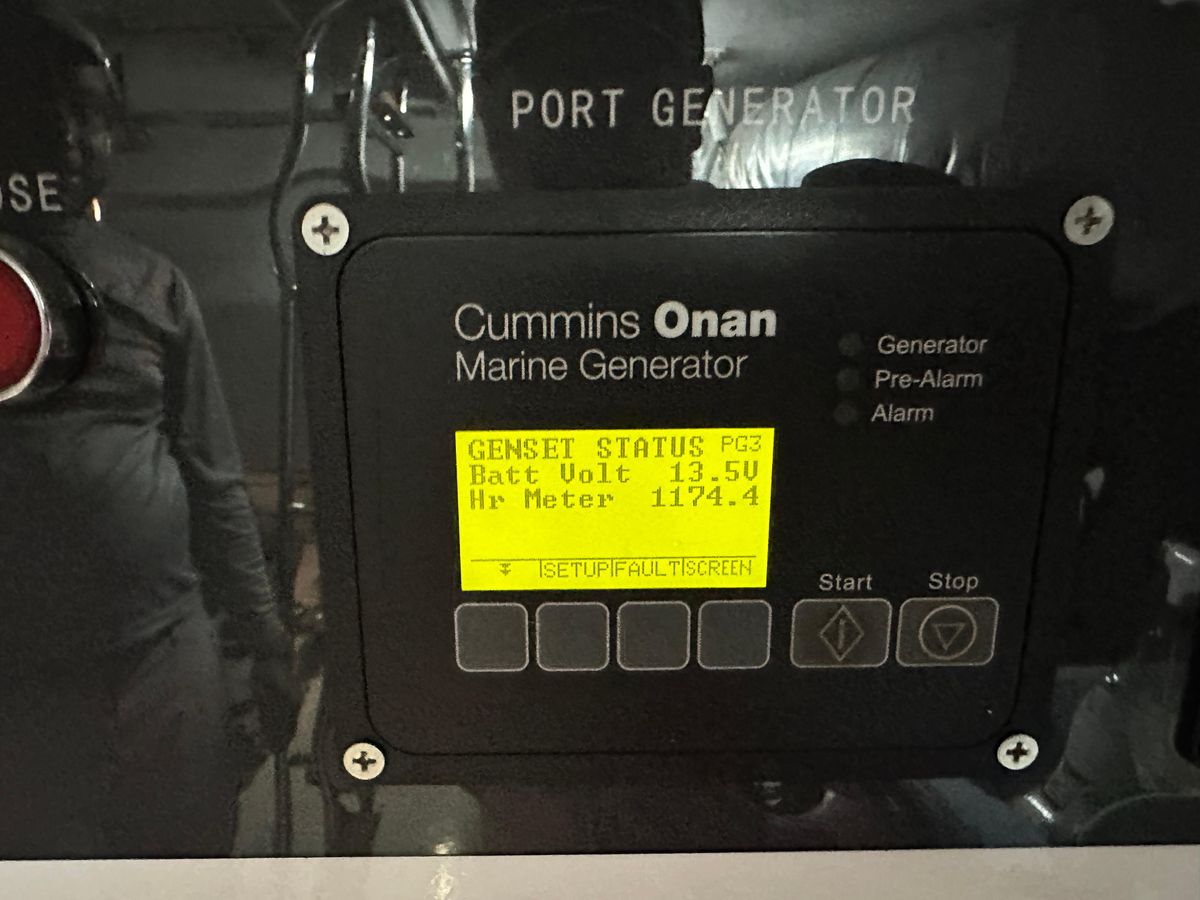 PORT GENERATOR
OSE
Cummins Onan
Marine Generator
Generator
Pre-Alarm
Alarm
GENSET STATUS PG3
Batt Volt 13.5V
Hr Meter 1174.4
SETUP FAULT SCREEN
Start Stop